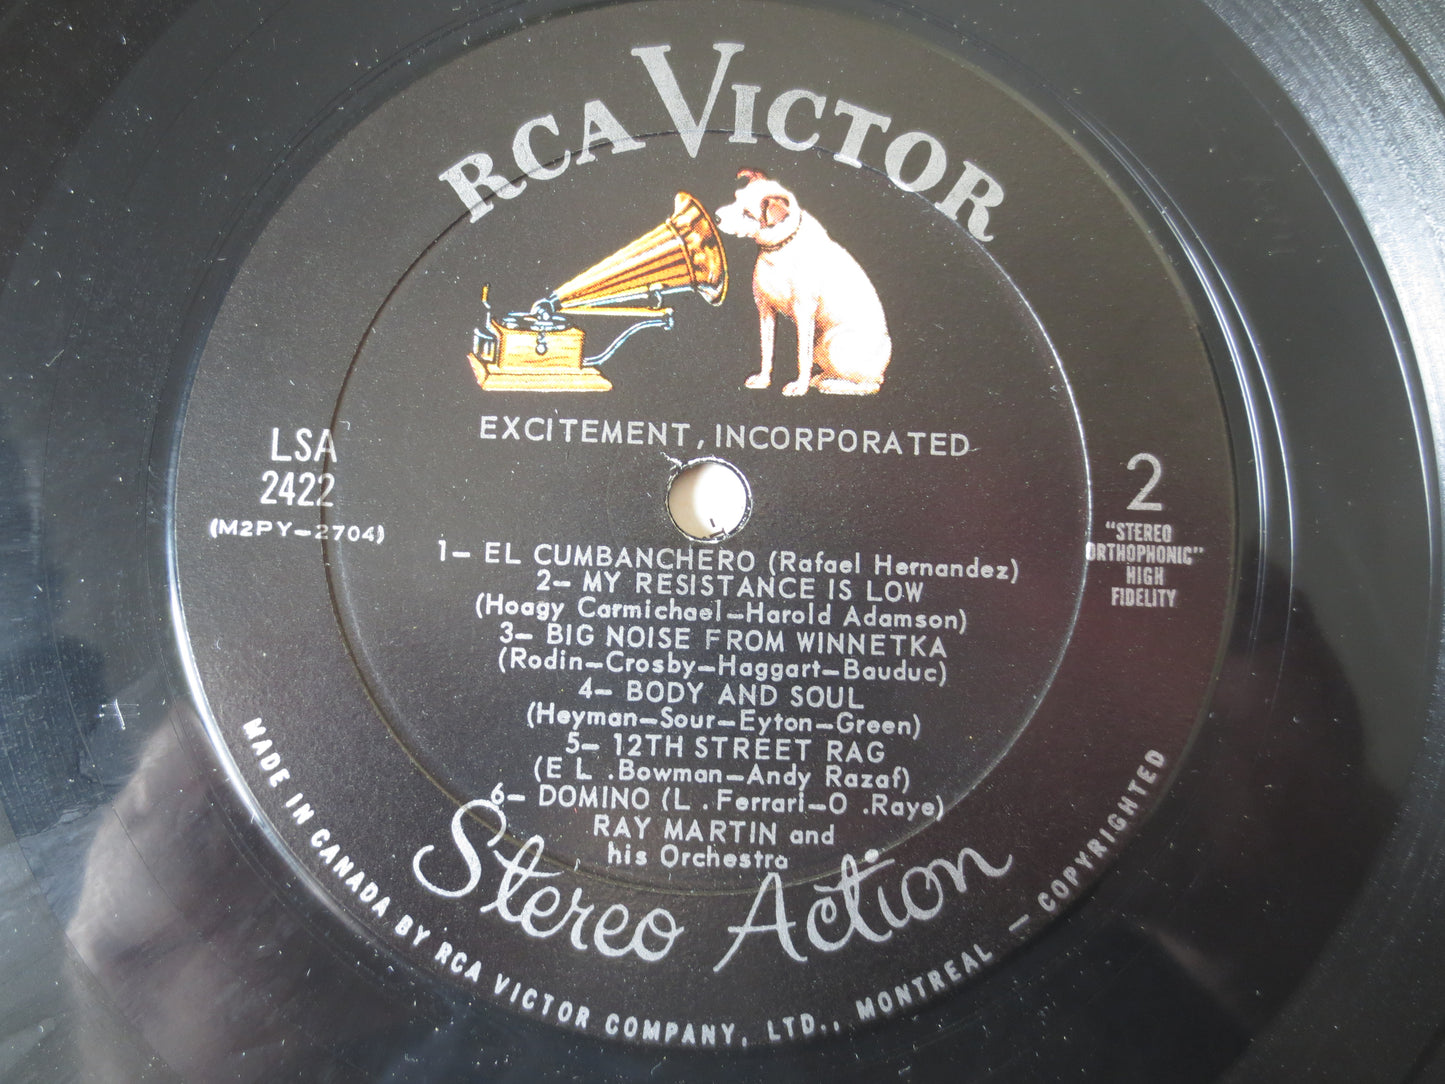 RCA VICTOR
EXCITEMENT, INCORPORATED
LSA
2422
(M2PY-2704)
2
"STEREO
ORTHOPHONIC"
HIGH
FIDELITY
1- EL CUMBANCHERO (Rafael Hernandez)
2- MY RESISTANCE IS LOW
(Hoagy Carmichael-Harold Adamson)
3- BIG NOISE FROM WINNETKA
(Rodin-Crosby-Haggart-Bauduc)
4- BODY AND SOUL
(Heyman-Sour-Eyton-Green)
5- 12TH STREET RAG
(E L .Bowman-Andy Razaf)
6- DOMINO (L .Ferrari-O .Raye)
RAY MARTIN and
his Orchestra
Stereo Action
MADE IN CANADA BY RCA VICTOR COMPANY, LTD., MONTREAL - COPYRIGHTED